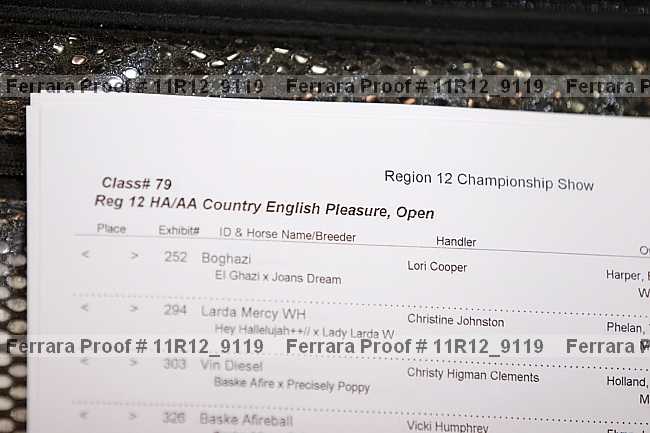 Ferrara Proof # 11R12_9119 Ferrara Proof # 11R12_9119 Ferrara Proof
Region 12 Championship Show
Class# 79
Reg 12 HA/AA Country English Pleasure, Open
Place Exhibit# ID & Horse Name/Breeder Handler
< > 252 Boghazi Lori Cooper Harper,
El Ghazi x Joans Dream
< > 294 Larda Mercy WH Christine Johnston Phelan,
Hey Hallelujah++// x Lady Larda W
Ferrara Proof # 11R12_9119 Ferrara Proof # 11R12_9119 Ferrara Proof
< > 303 Vin Diesel Christy Higman Clements Holland,
Baske Afire x Precisely Poppy
< > 326 Baske Afireball Vicki Humphrey